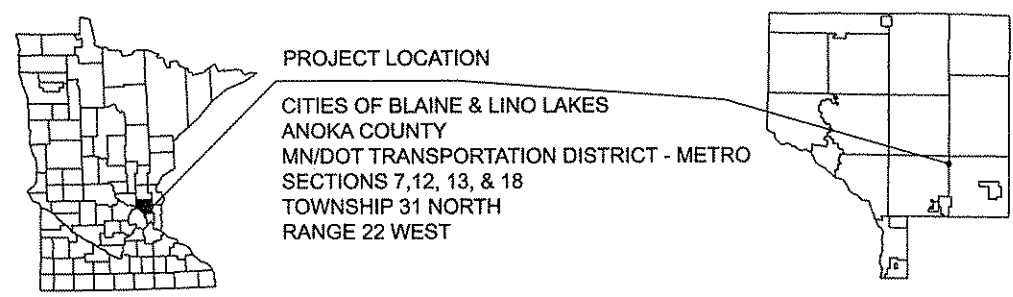 PROJECT LOCATION
CITIES OF BLAINE & LINO LAKES
ANOKA COUNTY
MN/DOT TRANSPORTATION DISTRICT - METRO
SECTIONS 7,12, 13, & 18
TOWNSHIP 31 NORTH
RANGE 22 WEST